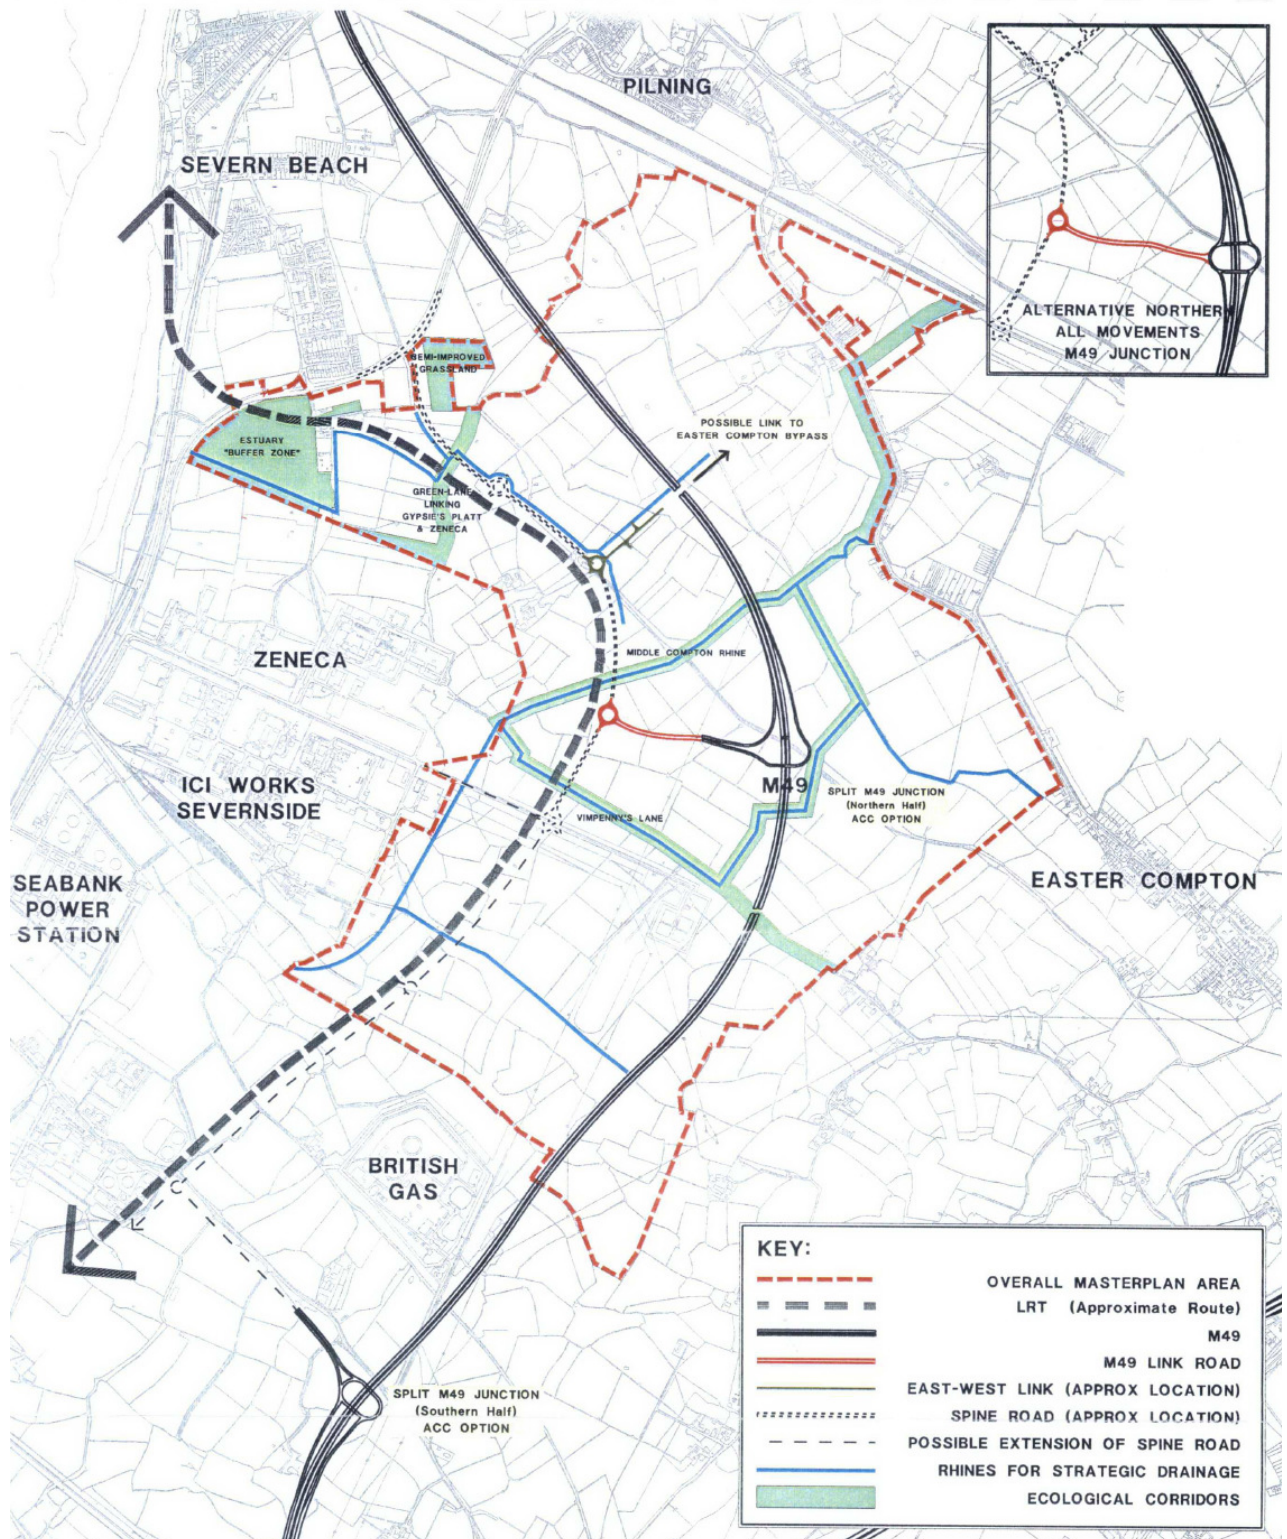 PILNING
SEVERN BEACH
ALTERNATIVE NORTHERN
ALL MOVEMENTS
M49 JUNCTION
SEMI-IMPROVED
GRASSLAND
POSSIBLE LINK TO
EASTER COMPTON BYPASS
ESTUARY
"BUFFER ZONE"
GREEN-LANE
LINKING
GYPSIE'S PLATT
& ZENECA
ZENECA
MIDDLE COMPTON RHINE
ICI WORKS
SEVERNSIDE
M49
SPLIT M49 JUNCTION
(Northern Half)
ACC OPTION
VIMPENNY'S LANE
SEABANK
POWER
STATION
EASTER COMPTON
BRITISH
GAS
SPLIT M49 JUNCTION
(Southern Half)
ACC OPTION
KEY:
OVERALL MASTERPLAN AREA
LRT (Approximate Route)
M49
M49 LINK ROAD
EAST-WEST LINK (APPROX LOCATION)
SPINE ROAD (APPROX LOCATION)
POSSIBLE EXTENSION OF SPINE ROAD
RHINES FOR STRATEGIC DRAINAGE
ECOLOGICAL CORRIDORS